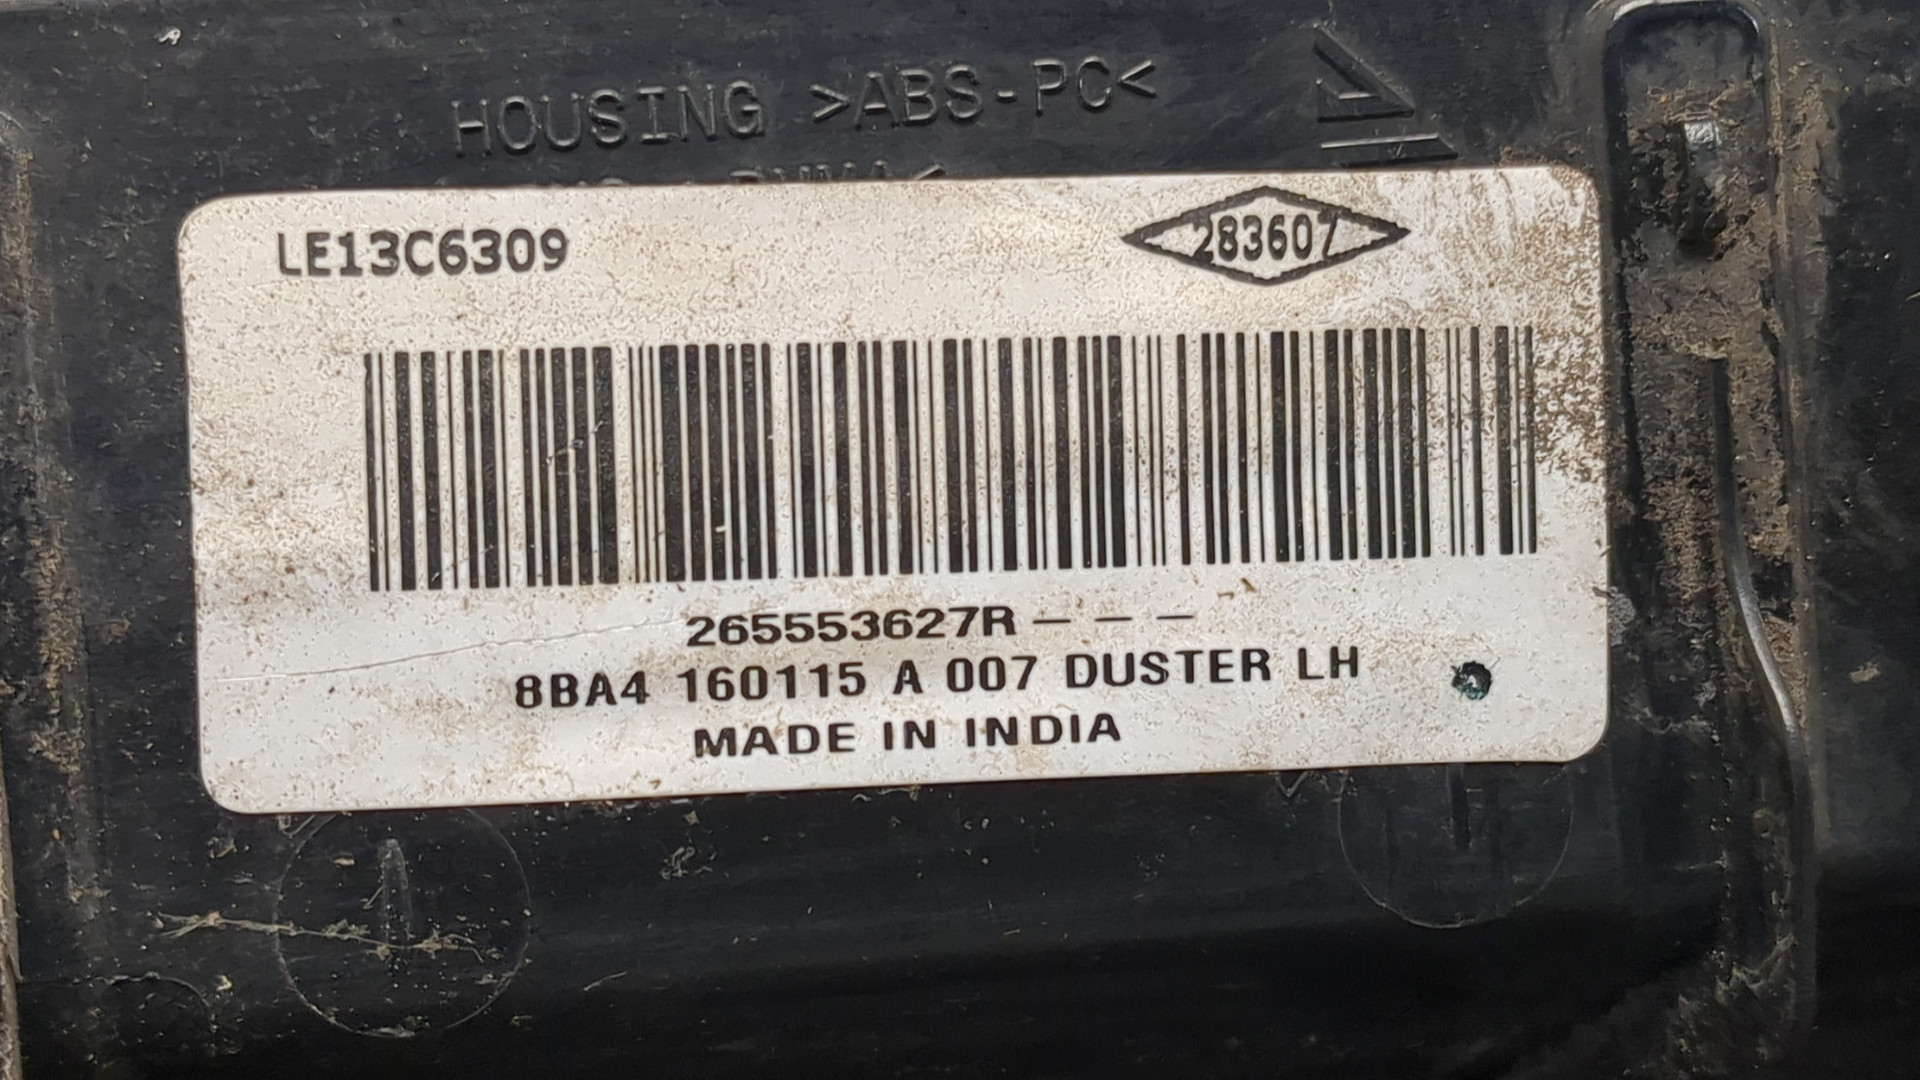 HOUSING >ABS-PC<
LE13C6309
283607
265553627R---
8BA4 160115 A 007 DUSTER LH
MADE IN INDIA